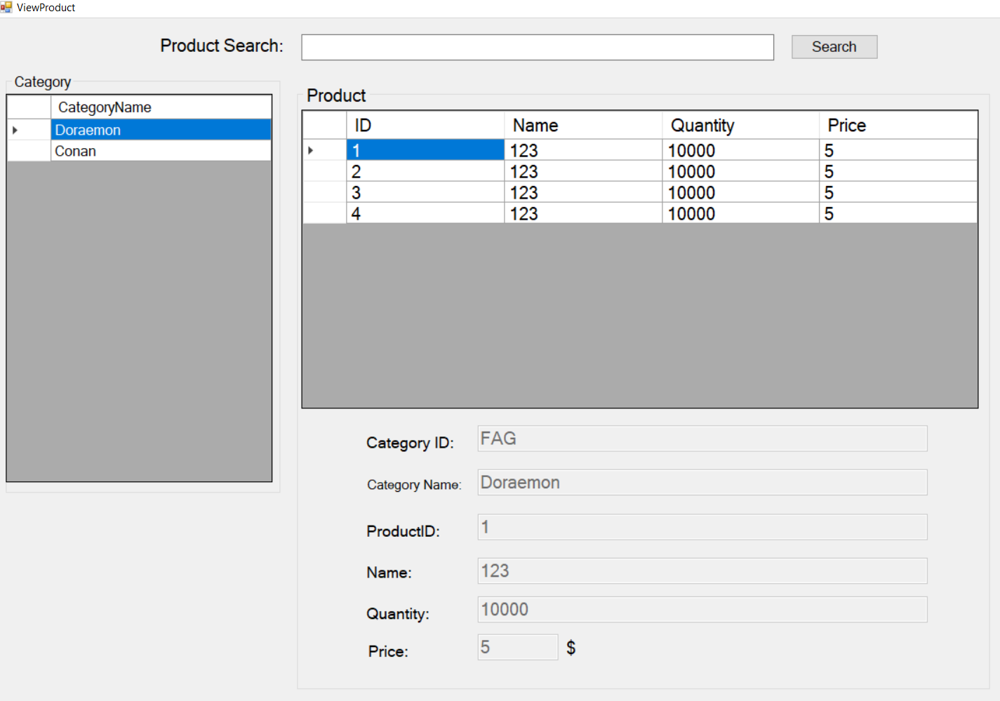 ViewProduct
Product Search: Search
Category
CategoryName
Doraemon
Conan
Product
ID Name Quantity Price
1 123 10000 5
2 123 10000 5
3 123 10000 5
4 123 10000 5
Category ID: FAG
Category Name: Doraemon
ProductID: 1
Name: 123
Quantity: 10000
Price: 5 $